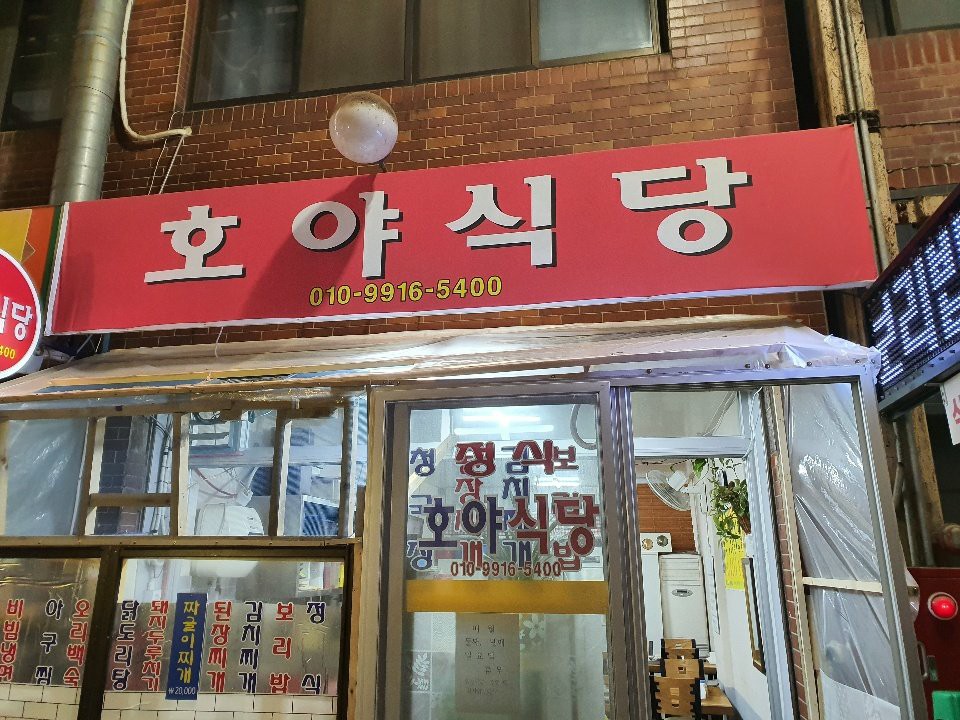 호야식당
010-9916-5400
식당
400
정식
호야식당
010-9916-5400
비빔냉면
아구찜
오리백숙
닭도리탕
돼지두루치기
짜글이찌개
₩20,000
된장찌개
김치찌개
보리밥
정식